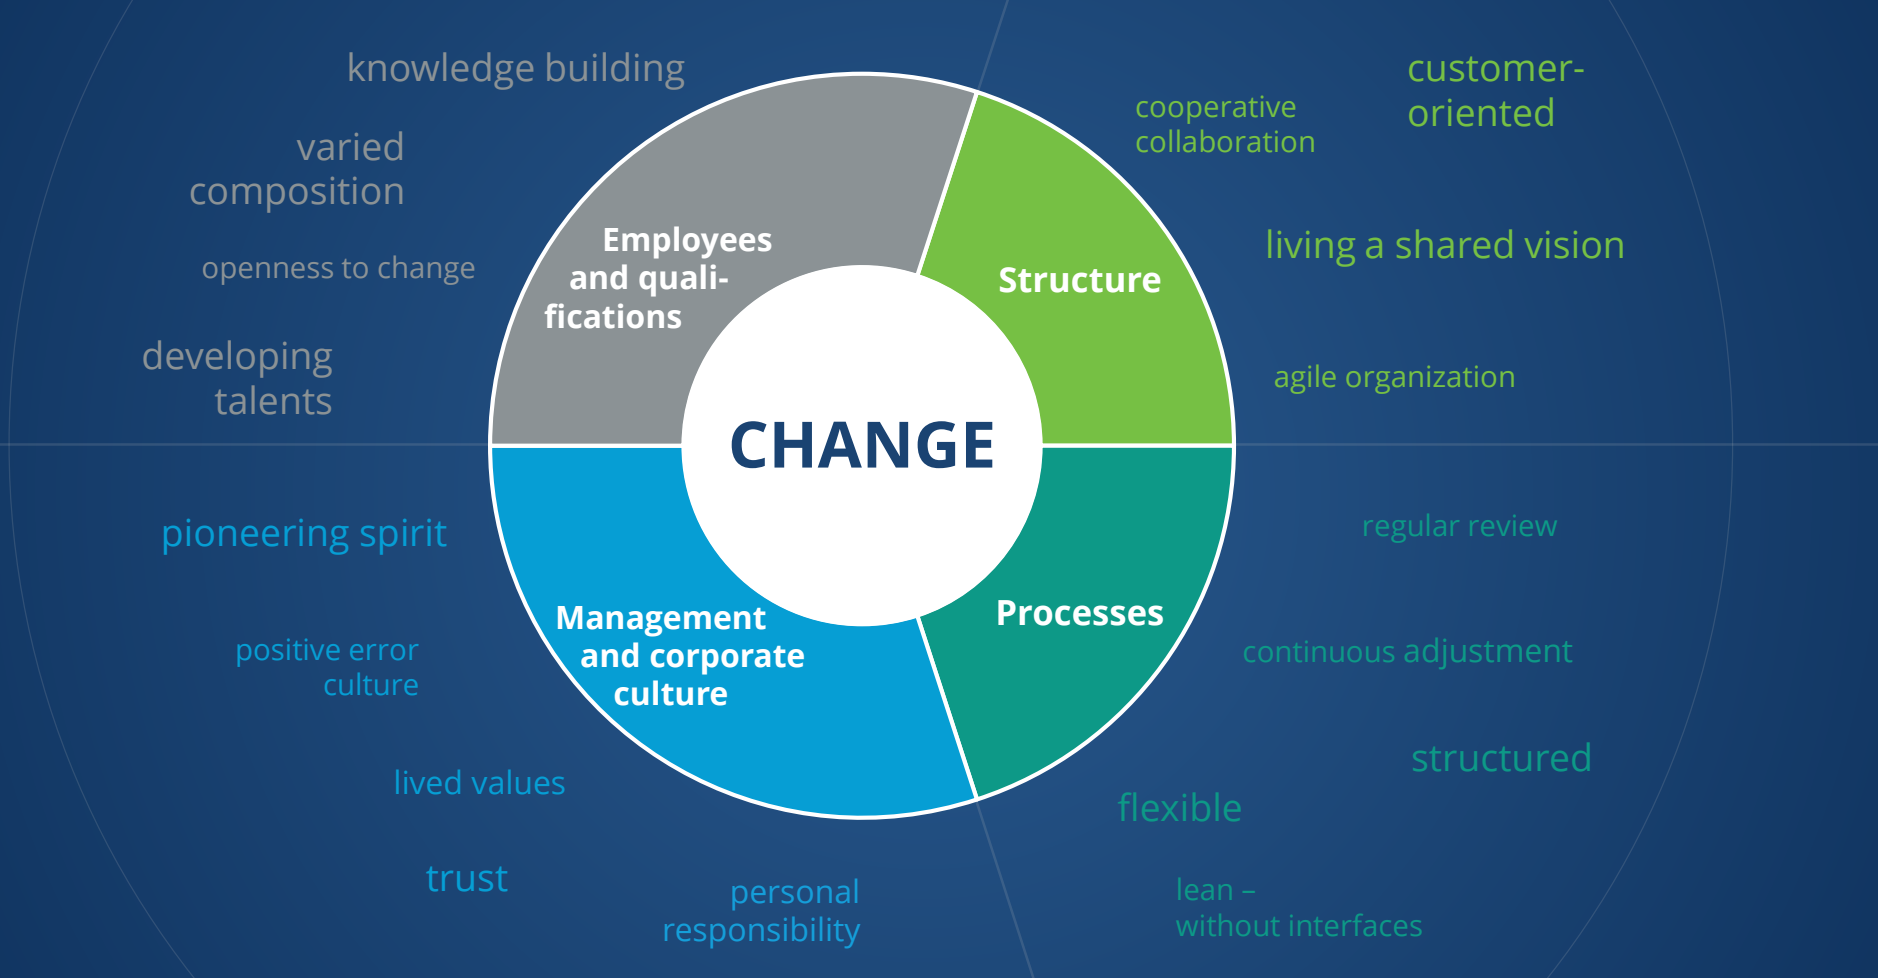 knowledge building
varied
composition
openness to change
developing
talents
Employees
and quali-
fications
cooperative
collaboration
customer-
oriented
living a shared vision
agile organization
Structure
CHANGE
pioneering spirit
positive error
culture
lived values
trust
personal
responsibility
Management
and corporate
culture
Processes
regular review
continuous adjustment
structured
flexible
lean –
without interfaces